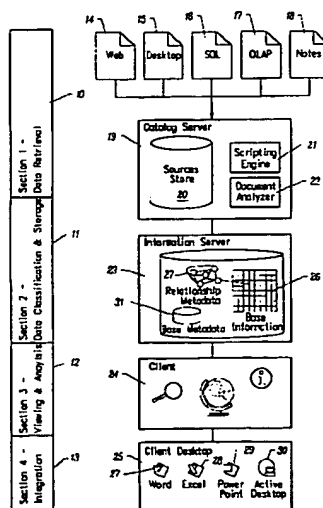 14 15 16 17 18
Web Desktop SQL OLAP Notes
10
Section 1 -
Data Retrieval
19
Catalog Server
Sources
Store
20
Scripting
Engine
21
Document
Analyzer
22
11
Section 2 -
Data Classification & Storage
Information Server
23
27
Relationship
Metadata
26
31
Base Metadata
Base Information
12
Section 3 -
Viewing & Analysis
Client
24
i
13
Section 4 -
Integration
Client Desktop
25
27 28 29 30
Word Excel Power Point Active Desktop